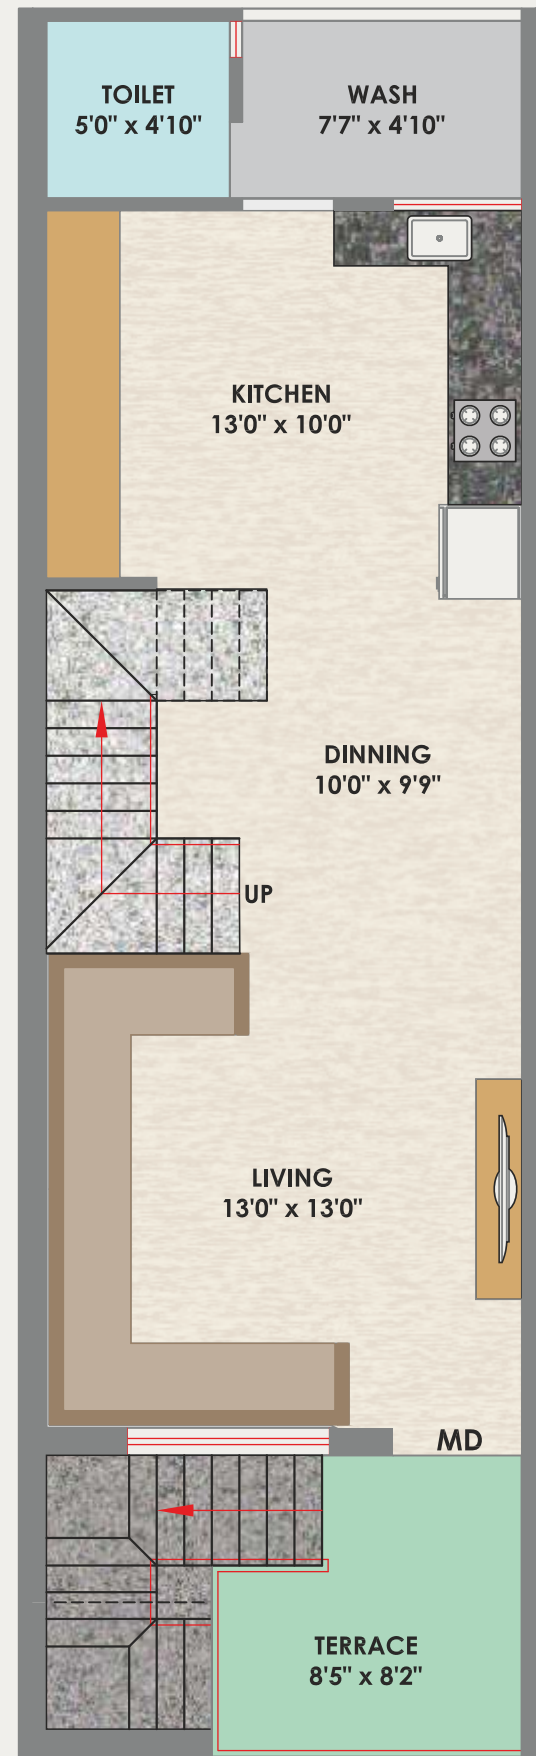 TOILET
5'0" x 4'10"
WASH
7'7" x 4'10"
KITCHEN
13'0" x 10'0"
DINNING
10'0" x 9'9"
UP
LIVING
13'0" x 13'0"
MD
TERRACE
8'5" x 8'2"